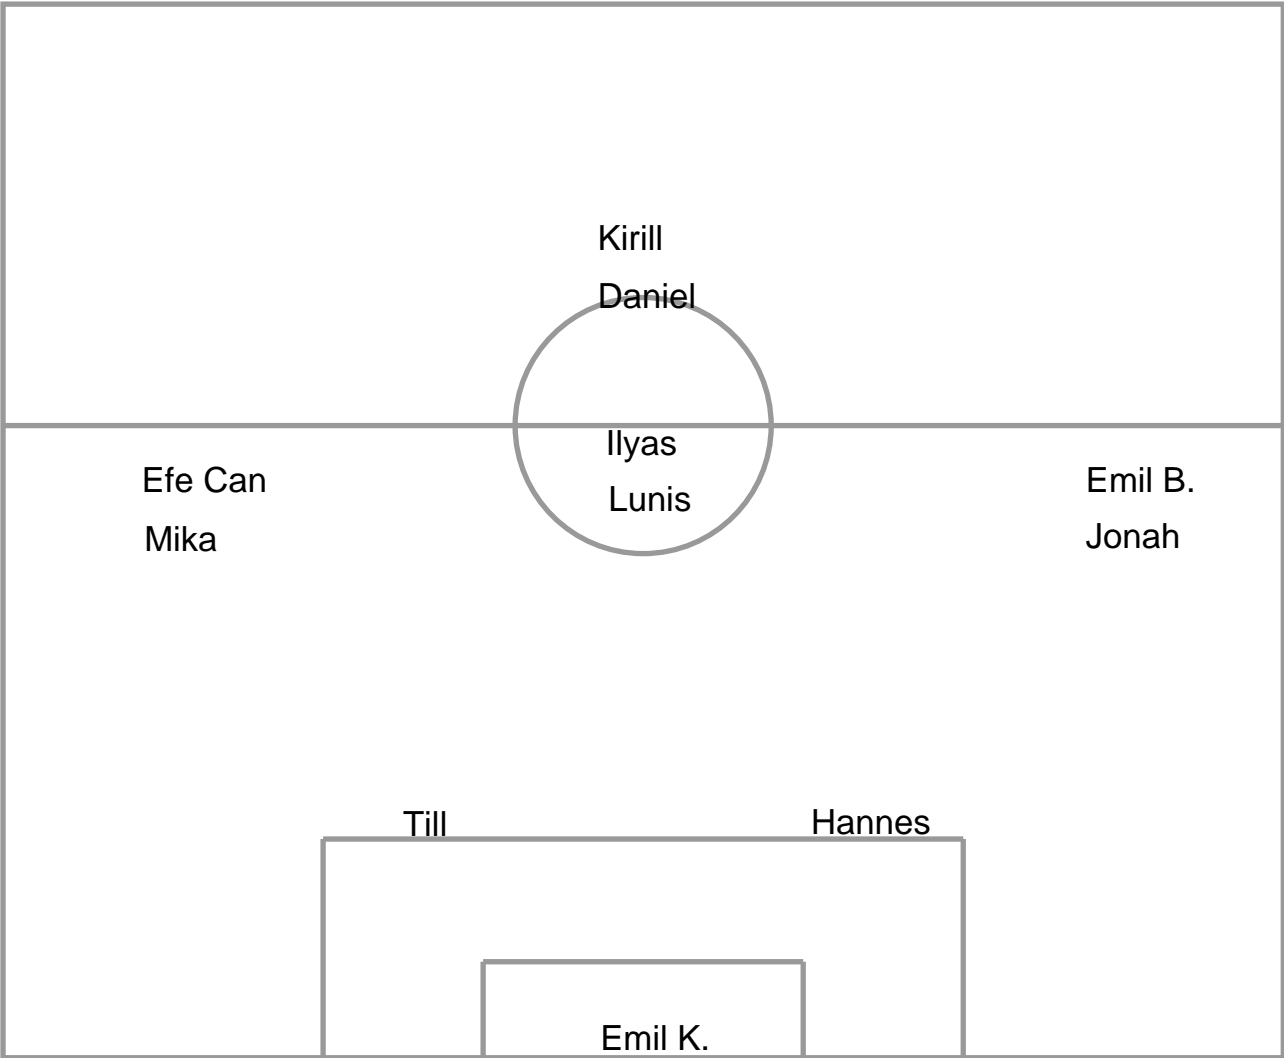 Kirill
Daniel
Ilyas
Lunis
Efe Can
Mika
Emil B.
Jonah
Till
Hannes
Emil K.